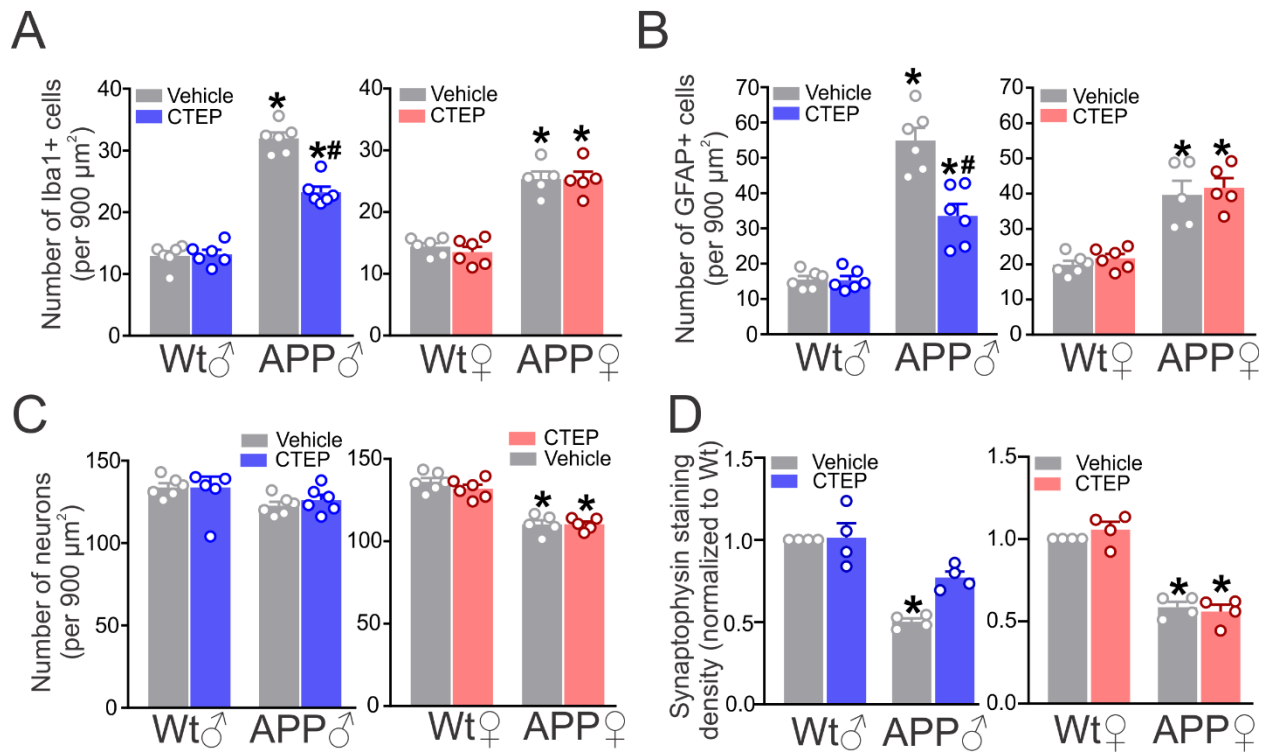 A
Number of Iba1+ cells
(per 900 µm²)
40
30
20
10
0
Vehicle
CTEP
*
*#
Wt♂ APP♂
40
30
20
10
0
Vehicle
CTEP
* *
Wt♀ APP♀
B
Number of GFAP+ cells
(per 900 µm²)
70
60
50
40
30
20
10
0
Vehicle
CTEP
*
*#
Wt♂ APP♂
70
60
50
40
30
20
10
0
Vehicle
CTEP
* *
Wt♀ APP♀
C
Number of neurons
(per 900 µm²)
150
100
50
0
Vehicle
CTEP
Wt♂ APP♂
150
100
50
0
CTEP
Vehicle
* *
Wt♀ APP♀
D
Synaptophysin staining
density (normalized to Wt)
1.5
1.0
0.5
0.0
Vehicle
CTEP
*
Wt♂ APP♂
1.5
1.0
0.5
0.0
Vehicle
CTEP
* *
Wt♀ APP♀